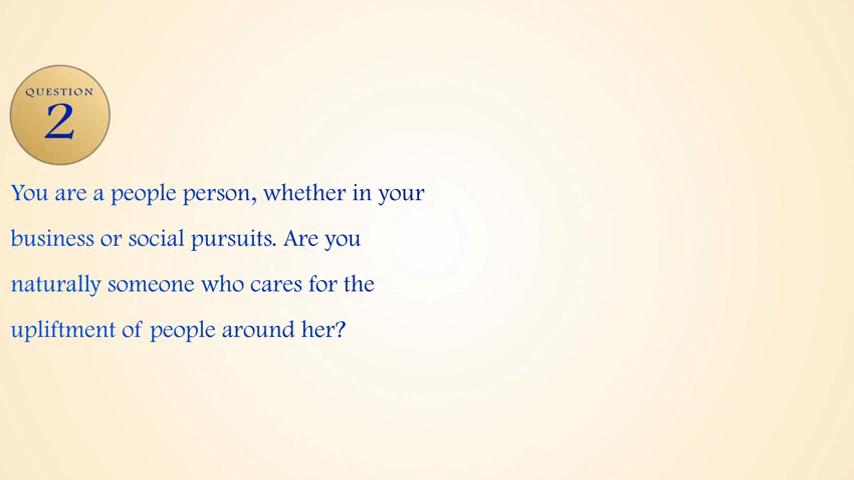 QUESTION
2
You are a people person, whether in your
business or social pursuits. Are you
naturally someone who cares for the
upliftment of people around her?